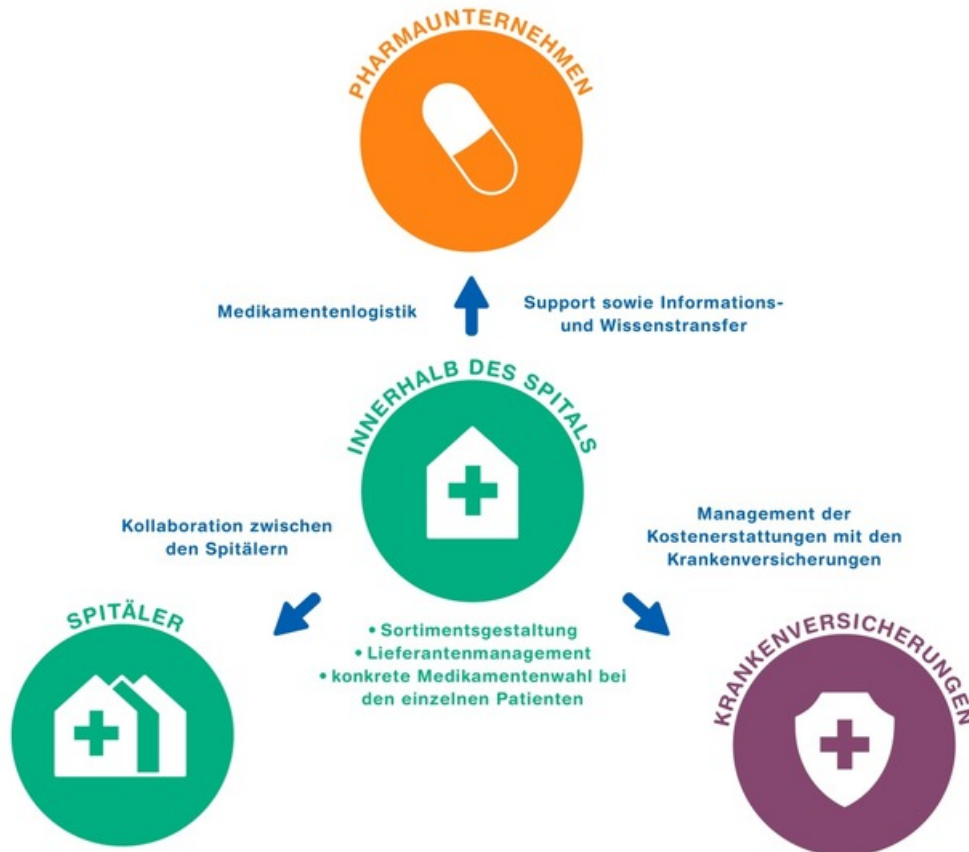 PHARMAUNTERNEHMEN
Medikamentenlogistik
Support sowie Informations-
und Wissenstransfer
INNERHALB DES SPITALS
Kollaboration zwischen
den Spitälern
Management der
Kostenerstattungen mit den
Krankenversicherungen
SPITÄLER
• Sortimentsgestaltung
• Lieferantenmanagement
• konkrete Medikamentenwahl bei
den einzelnen Patienten
KRANKENVERSICHERUNGEN